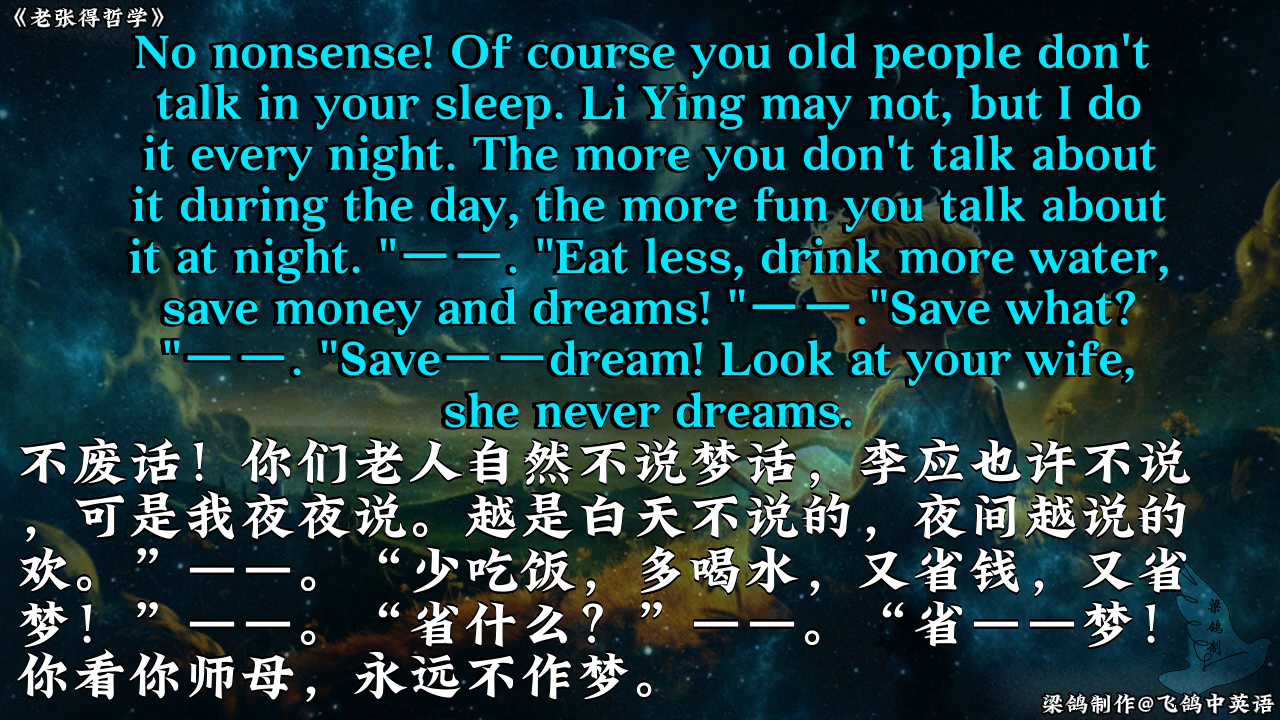 《老张得哲学》
No nonsense! Of course you old people don't
talk in your sleep. Li Ying may not, but I do
it every night. The more you don't talk about
it during the day, the more fun you talk about
it at night. "——. "Eat less, drink more water,
save money and dreams! "——."Save what?
"——. "Save——dream! Look at your wife,
she never dreams.
不废话！你们老人自然不说梦话，李应也许不说
，可是我夜夜说。越是白天不说的，夜间越说的
欢。”——。“少吃饭，多喝水，又省钱，又省
梦！”——。“省什么？”——。“省——梦！
你看你师母，永远不作梦。
梁鸽制
梁鸽制作@飞鸽中英语